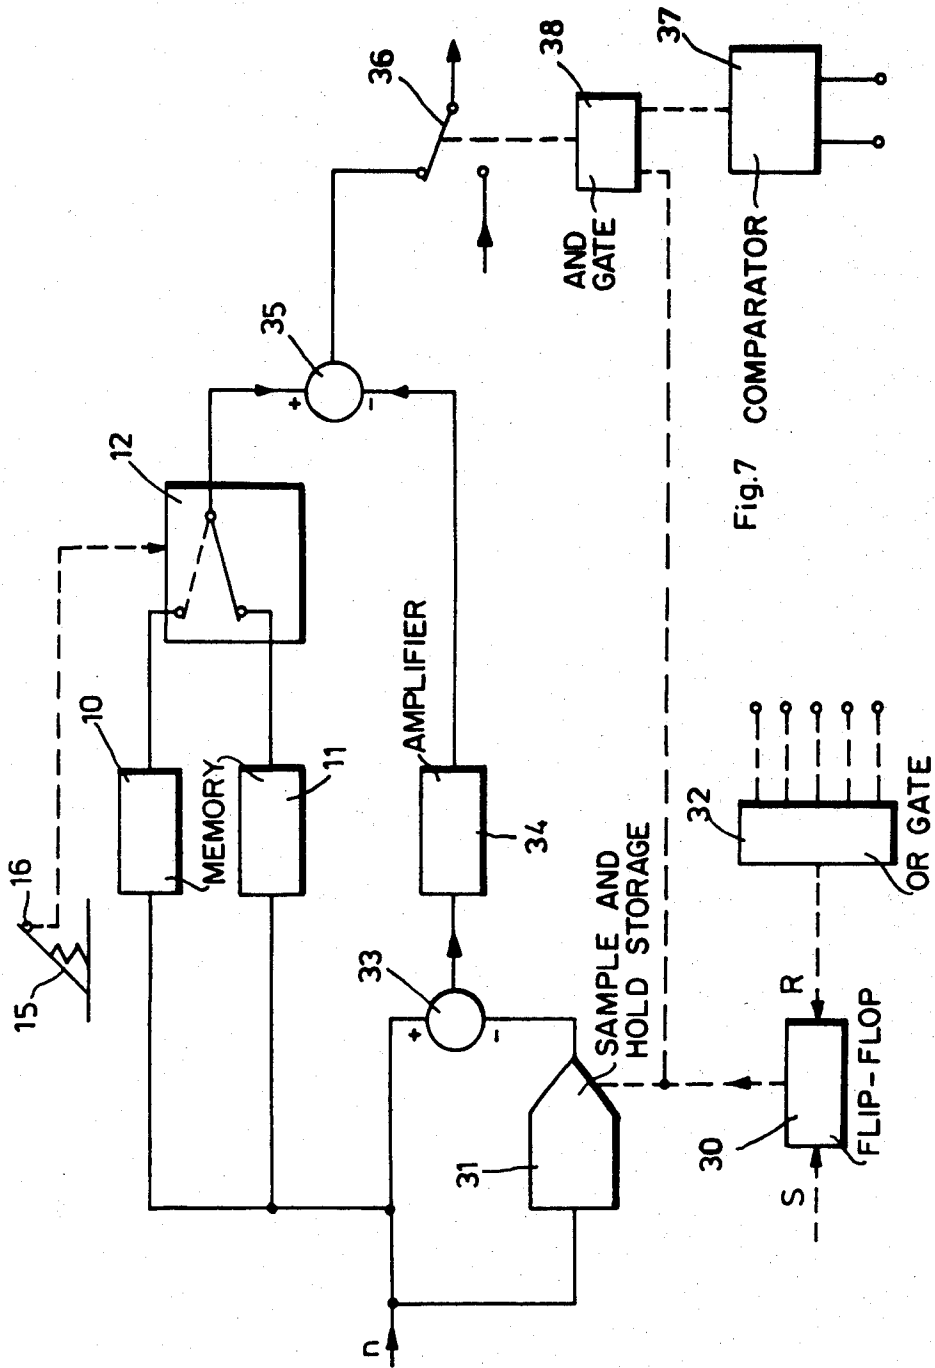 15
16
10
12
MEMORY
11
35
+
-
36
n
33
+
-
AMPLIFIER
34
31
SAMPLE AND
HOLD STORAGE
AND
GATE
38
S
30
FLIP-FLOP
R
32
OR GATE
Fig.7
COMPARATOR
37